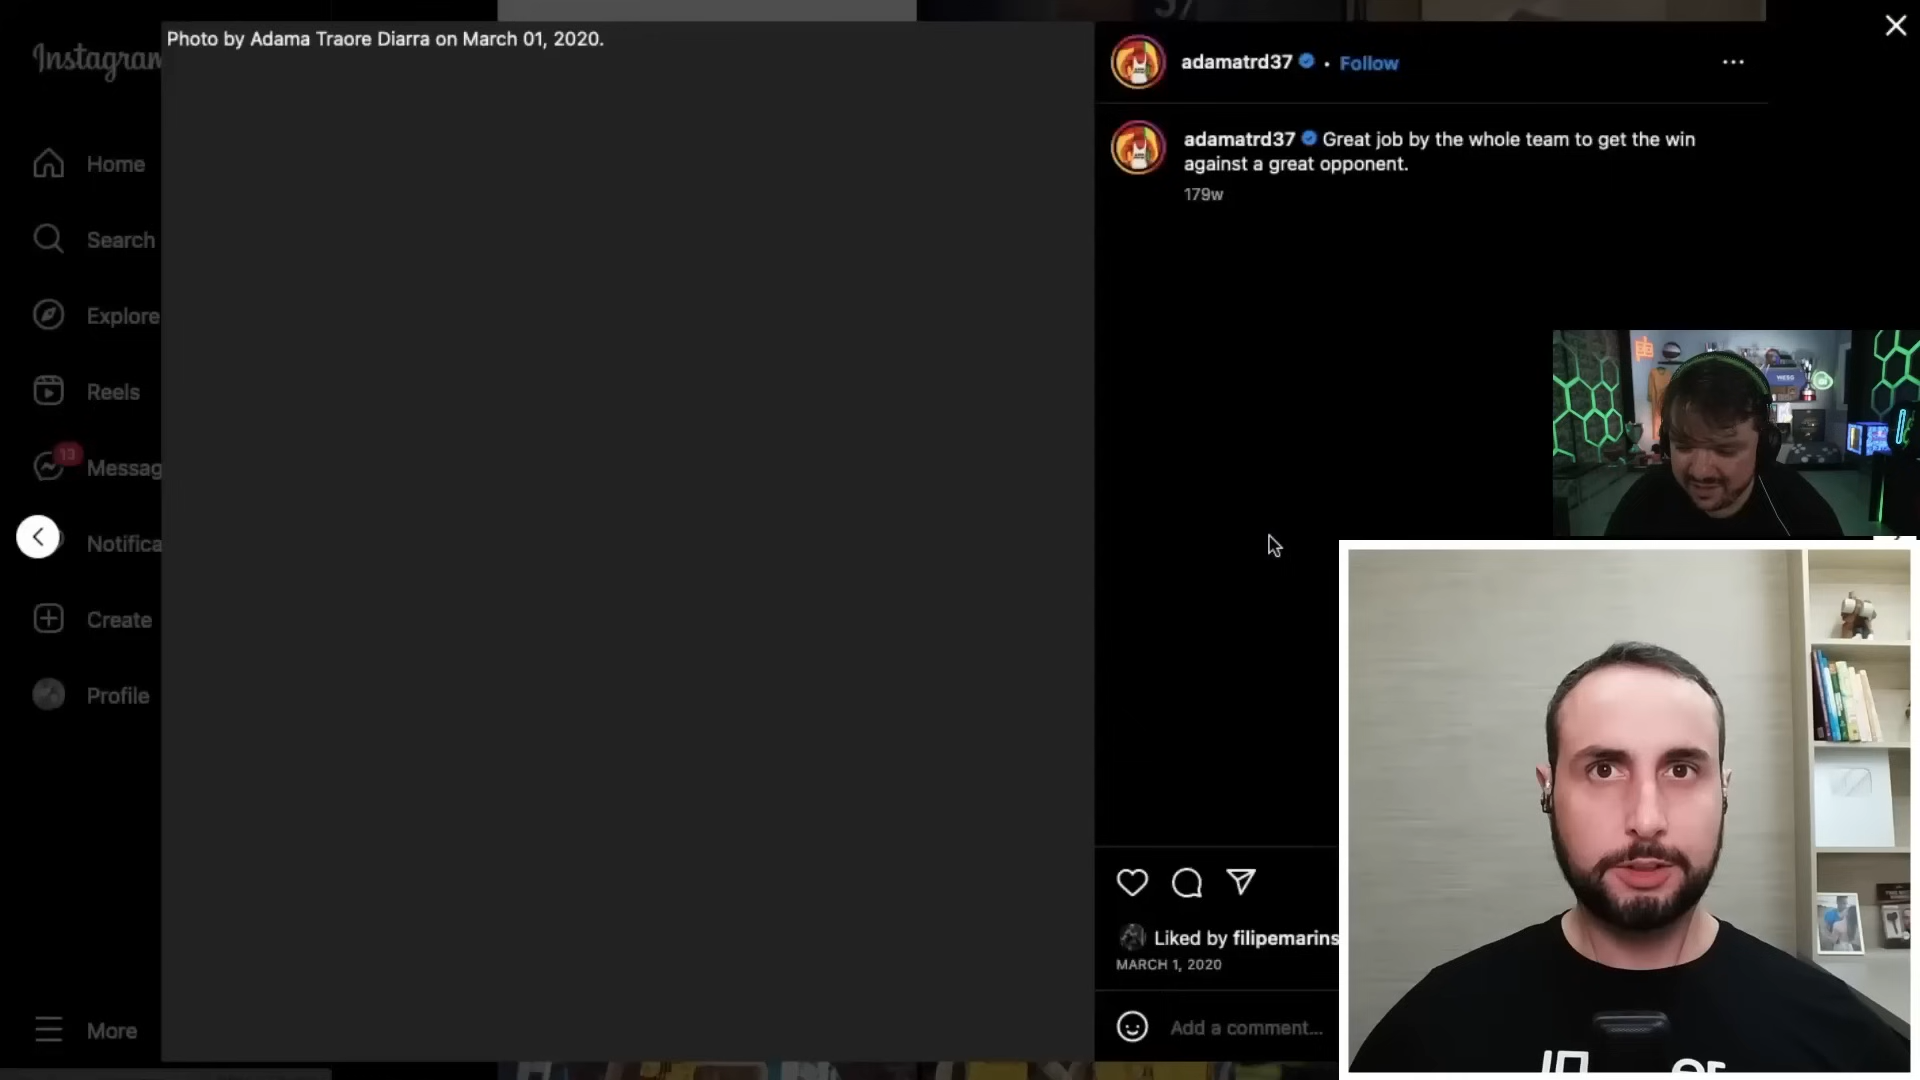 Instagram
Photo by Adama Traore Diarra on March 01, 2020.
adamatrd37 • Follow
Home
Search
Explore
Reels
13
Messag
Notifica
Create
Profile
More
adamatrd37 Great job by the whole team to get the win
against a great opponent.
179w
Liked by filipemarins
MARCH 1, 2020
Add a comment...